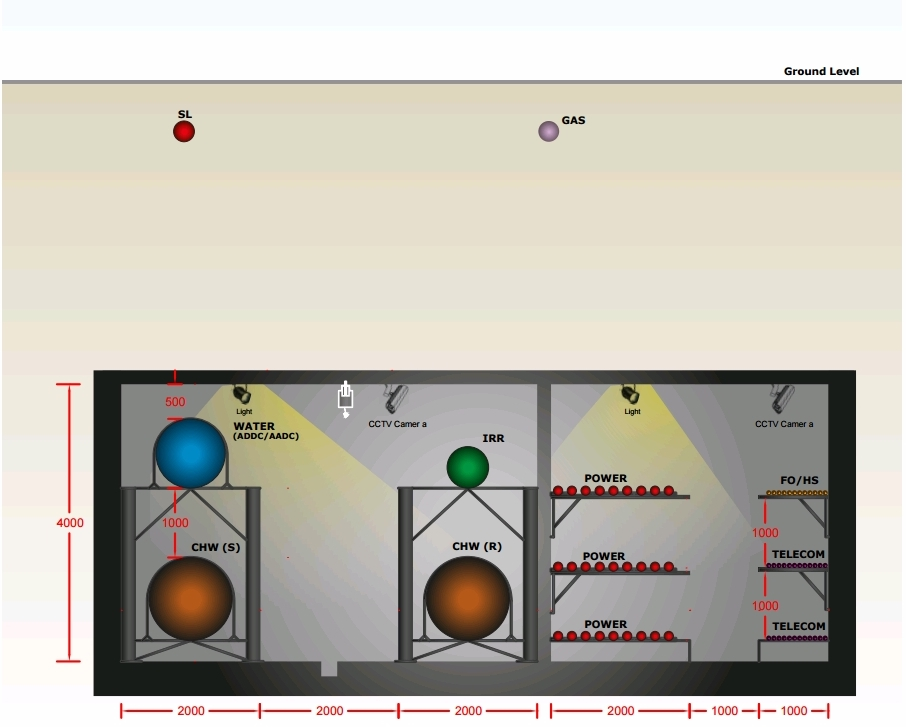 Ground Level
SL
GAS
500
Light
CCTV Camer a
Light
CCTV Camer a
WATER
(ADDC/AADC)
IRR
POWER
FO/HS
4000
1000
1000
CHW (S)
CHW (R)
POWER
TELECOM
1000
POWER
TELECOM
2000
2000
2000
2000
1000
1000